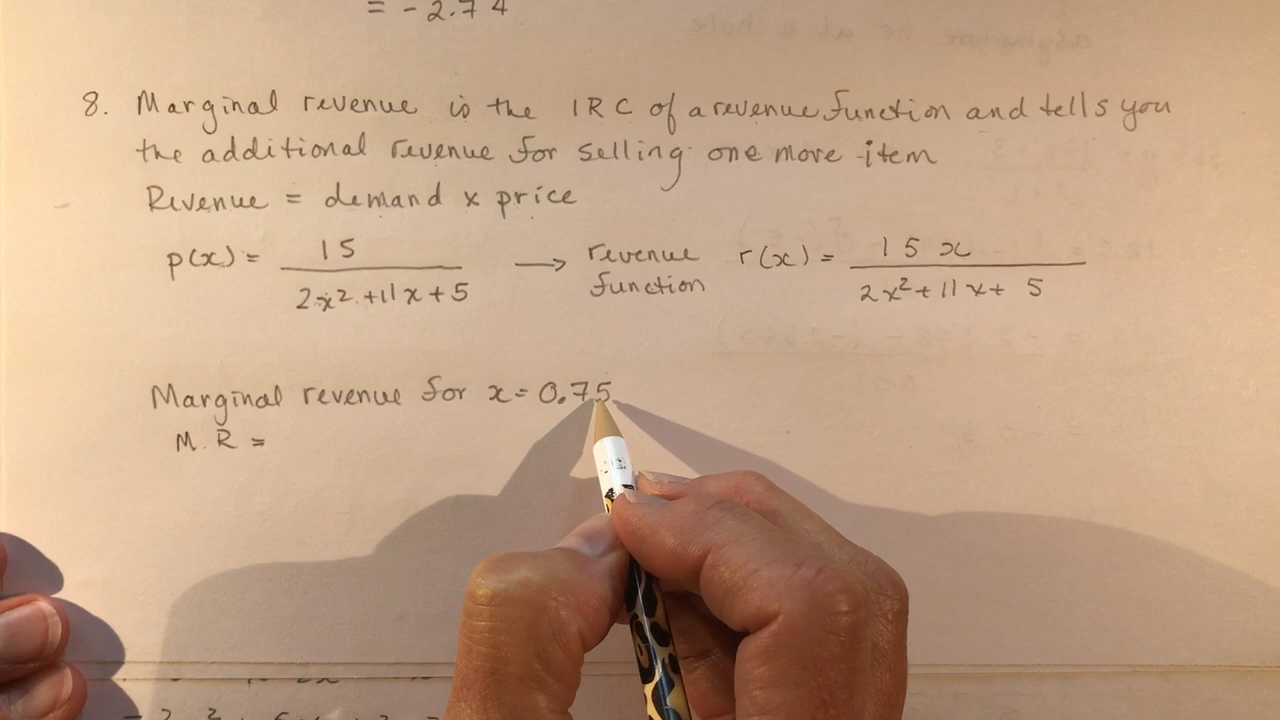 = -2.74
8. Marginal revenue is the IRC of a revenue function and tells you
the additional revenue for selling one more item
Revenue = demand x price
p(x) = 15 / 2x² + 11x + 5 → revenue function r(x) = 15x / 2x² + 11x + 5
Marginal revenue for x = 0.75
M.R =